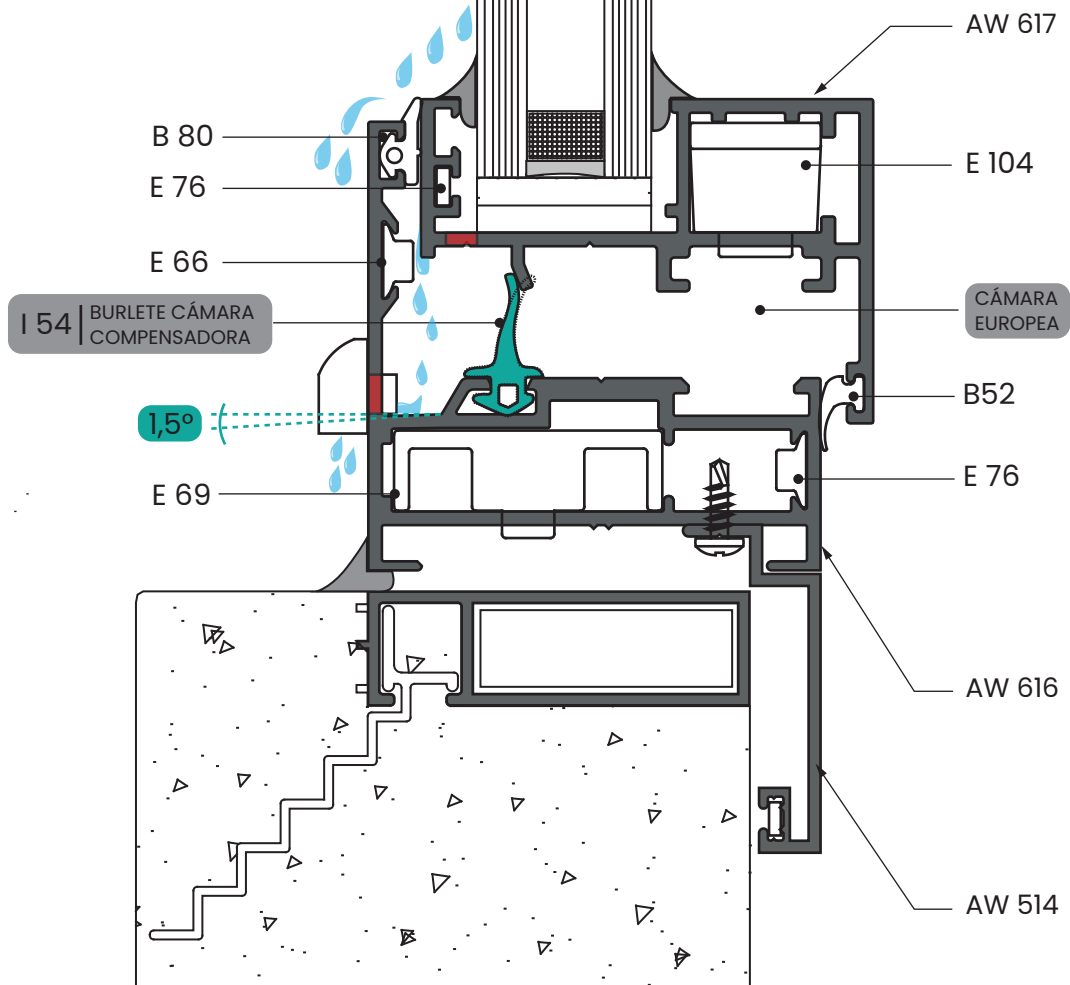 AW 617
B 80
E 104
E 76
E 66
I 54
BURLETE CÁMARA
COMPENSADORA
CÁMARA
EUROPEA
B52
1,5°
E 76
E 69
AW 616
AW 514